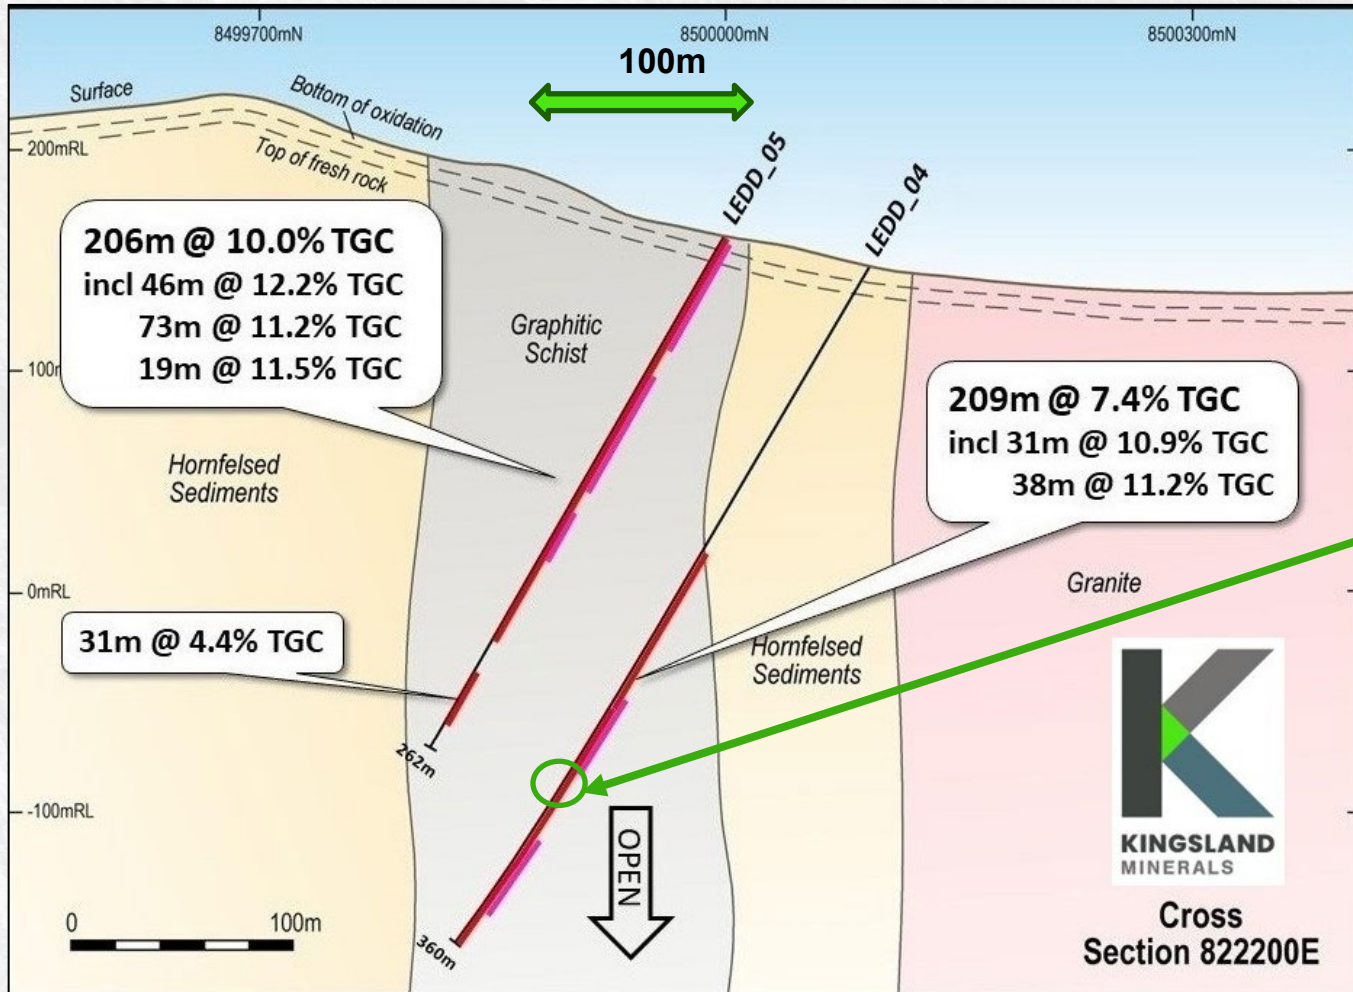 8499700mN
8500000mN
8500300mN
100m
Surface
Bottom of oxidation
Top of fresh rock
200mRL
LEDD_05
LEDD_04
206m @ 10.0% TGC
incl 46m @ 12.2% TGC
73m @ 11.2% TGC
19m @ 11.5% TGC
Graphitic
Schist
100m
209m @ 7.4% TGC
incl 31m @ 10.9% TGC
38m @ 11.2% TGC
Hornfelsed
Sediments
0mRL
Granite
31m @ 4.4% TGC
Hornfelsed
Sediments
262m
-100mRL
OPEN
KINGSLAND
MINERALS
0
100m
360m
Cross
Section 822200E